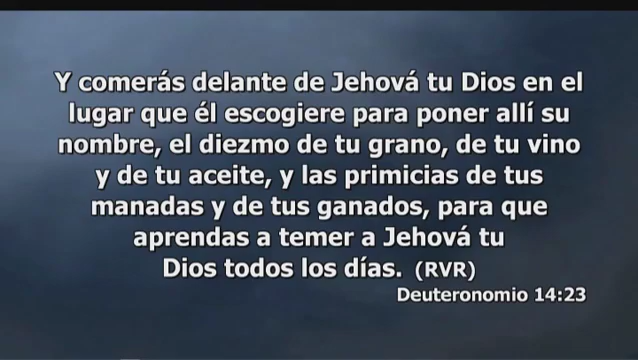 Y comerás delante de Jehová tu Dios en el
lugar que él escogiere para poner allí su
nombre, el diezmo de tu grano, de tu vino
y de tu aceite, y las primicias de tus
manadas y de tus ganados, para que
aprendas a temer a Jehová tu
Dios todos los días. (RVR)
Deuteronomio 14:23